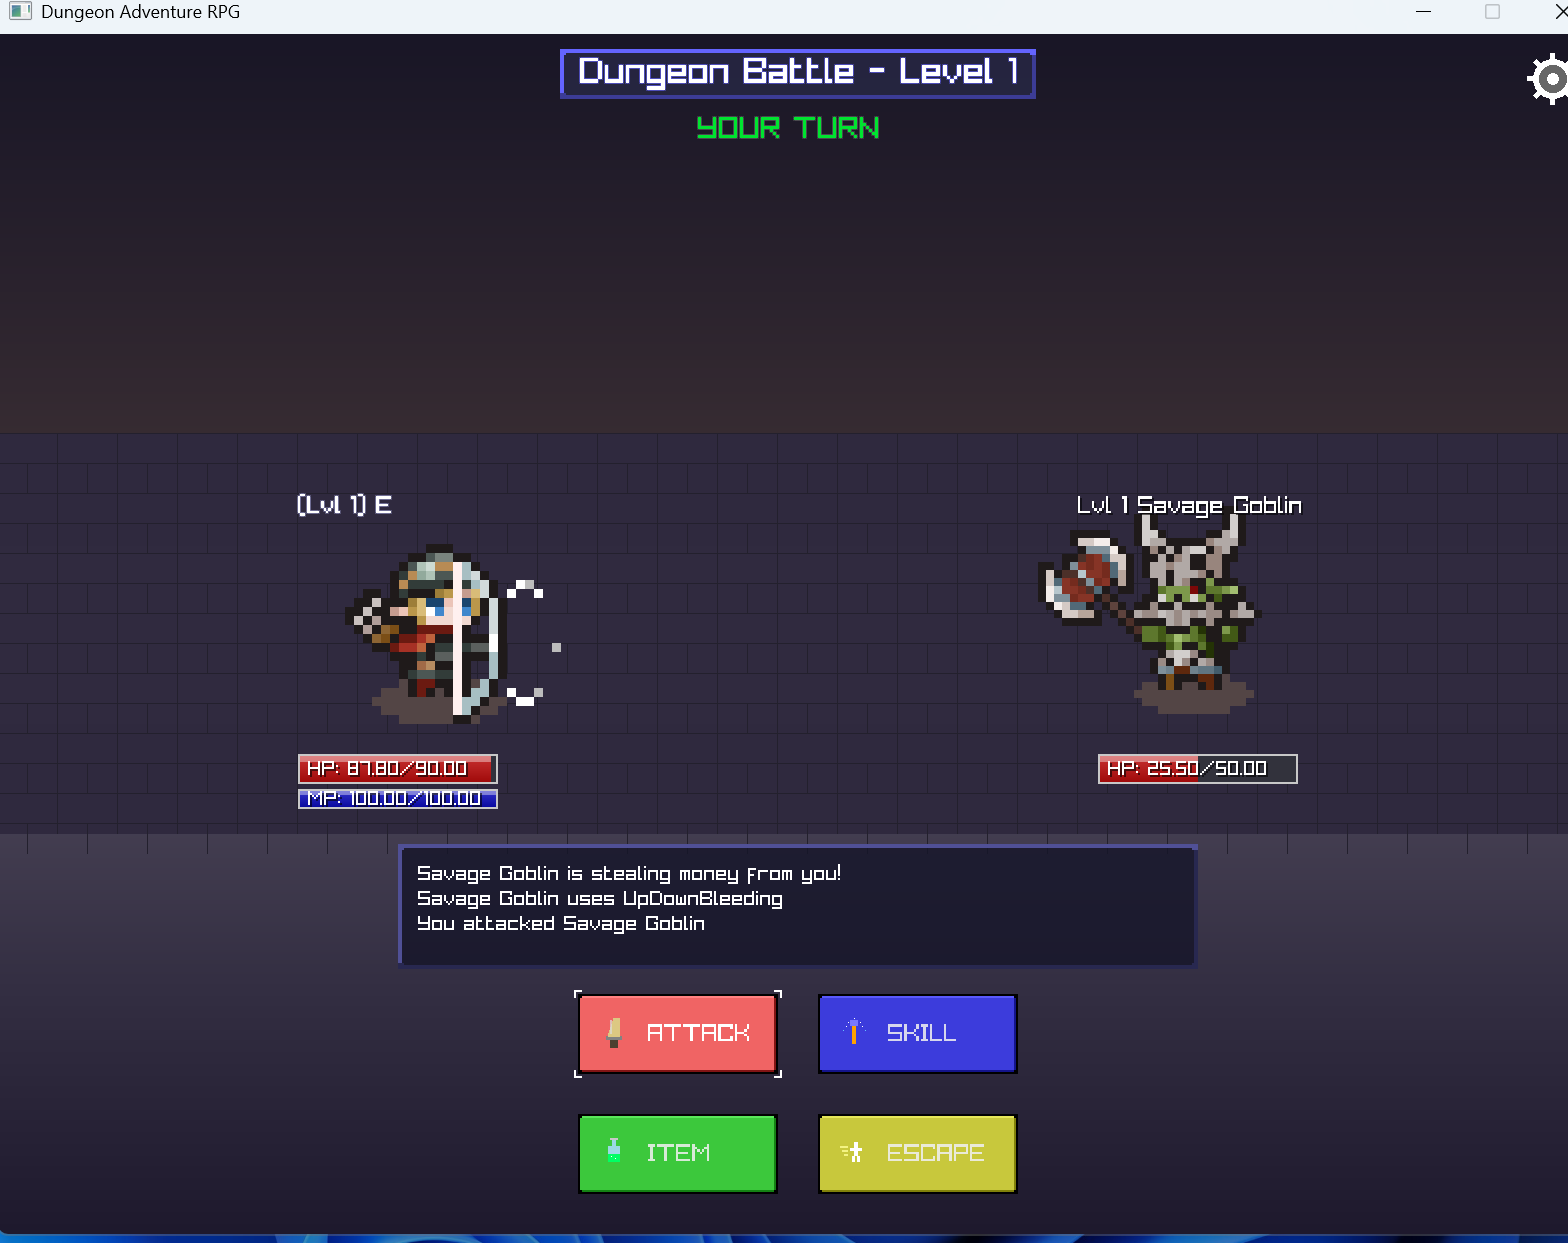 Dungeon Adventure RPG
Dungeon Battle - Level 1
YOUR TURN
(Lvl 1) E
Lvl 1 Savage Goblin
HP: 87.80/90.00
MP: 100.00/100.00
HP: 25.50/50.00
Savage Goblin is stealing money from you!
Savage Goblin uses UpDownBleeding
You attacked Savage Goblin
ATTACK
SKILL
ITEM
ESCAPE